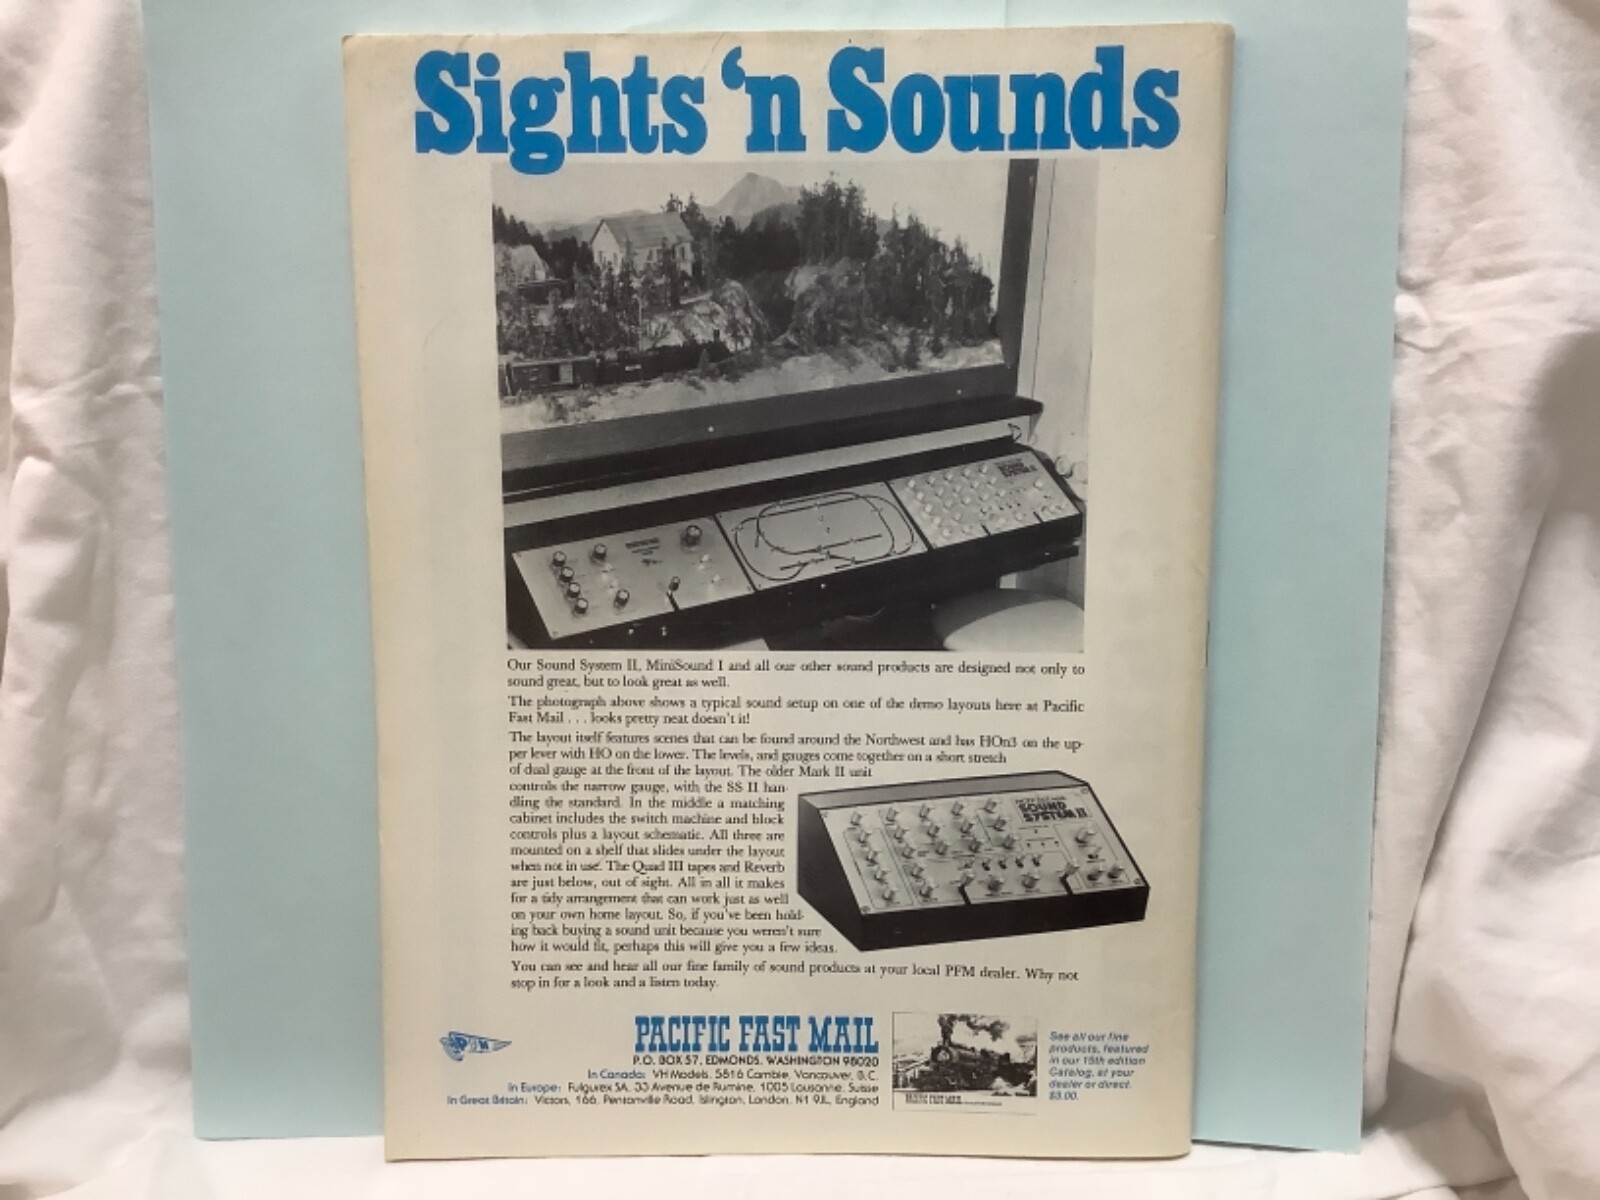 Sights 'n Sounds
SOUND
SYSTEM II
Our Sound System II, MiniSound I and all our other sound products are designed not only to
sound great, but to look great as well.
The photograph above shows a typical sound setup on one of the demo layouts here at Pacific
Fast Mail . . . looks pretty neat doesn't it!
The layout itself features scenes that can be found around the Northwest and has HOn3 on the up-
per lever with HO on the lower. The levels, and gauges come together on a short stretch
of dual gauge at the front of the layout. The older Mark II unit
controls the narrow gauge, with the SS II han-
dling the standard. In the middle a matching
cabinet includes the switch machine and block
controls plus a layout schematic. All three are
mounted on a shelf that slides under the layout
when not in use. The Quad III tapes and Reverb
are just below, out of sight. All in all it makes
for a tidy arrangement that can work just as well
on your own home layout. So, if you've been hold-
ing back buying a sound unit because you weren't sure
how it would fit, perhaps this will give you a few ideas.
PACIFIC FAST MAIL
SOUND
SYSTEM II
You can see and hear all our fine family of sound products at your local PFM dealer. Why not
stop in for a look and a listen today.
PACIFIC FAST MAIL
P.O. BOX 57, EDMONDS, WASHINGTON 98020
In Canada: VH Models, 5816 Cambie, Vancouver, B.C.
In Europe: Fulgurex SA, 33 Avenue de Rumine, 1005 Lausanne, Suisse
In Great Britain: Victors, 166, Pentonville Road, Islington, London, N1 9JL, England
PACIFIC FAST MAIL
See all our fine
products, featured
in our 15th edition
Catalog, at your
dealer or direct.
$3.00.